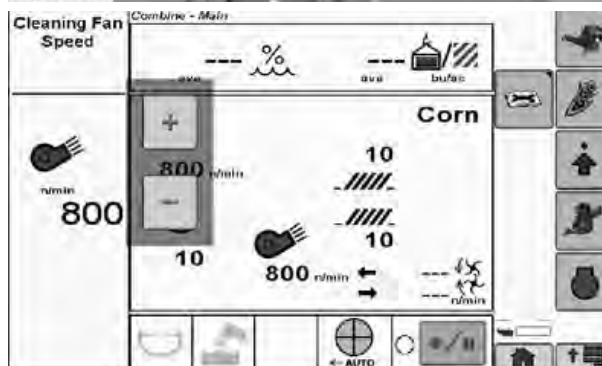 Cleaning Fan
Speed
Combine - Main
--- %
ave
---
ave bu/ac
Corn
+
800 n/min
-
10
10
10
n/min
800
800 n/min
---
---
n/min
<- AUTO